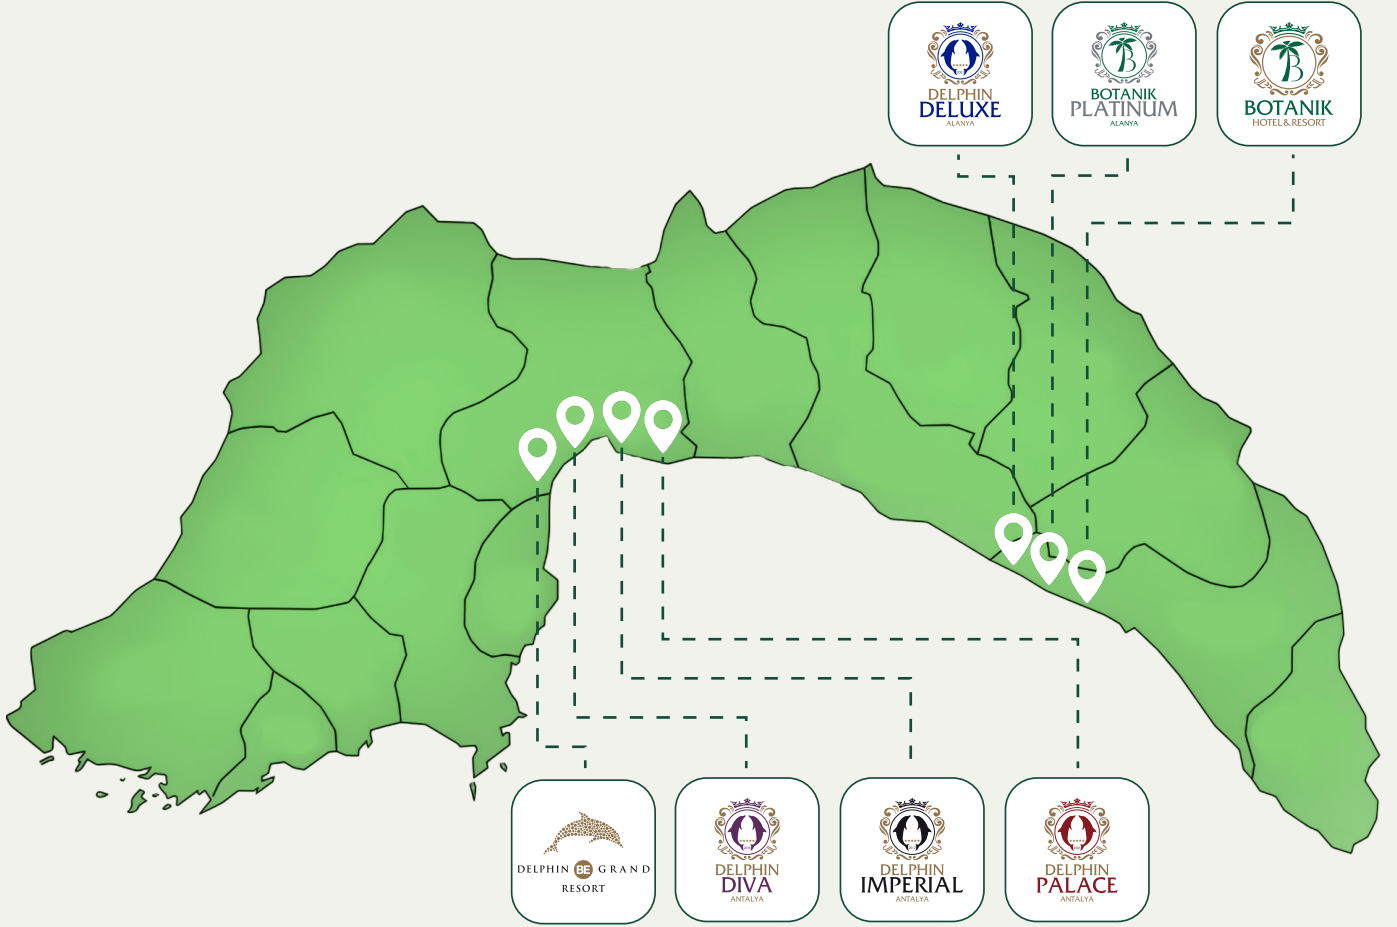 DELPHIN
DELUXE
ALANYA
BOTANIK
PLATINUM
ALANYA
BOTANIK
HOTEL & RESORT
DELPHIN BE GRAND
RESORT
DELPHIN
DIVA
ANTALYA
DELPHIN
IMPERIAL
ANTALYA
DELPHIN
PALACE
ANTALYA